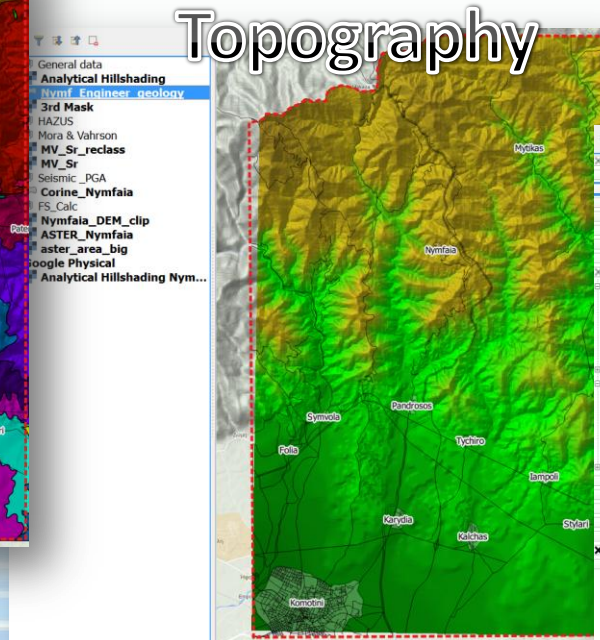 Topography
General data
Analytical Hillshading
Nymf_Engineer_geology
3rd Mask
HAZUS
Mora & Vahrson
MV_Sr_reclass
MV_Sr
Seismic _PGA
Corine_Nymfaia
FS_Calc
Nymfaia_DEM_clip
ASTER_Nymfaia
aster_area_big
Google Physical
Analytical Hillshading Nym...
Mytikas
Nymfaia
Pandrosos
Symvola
Tychiro
Folia
Iampoli
Karydia
Stylari
Kalchas
Komotini